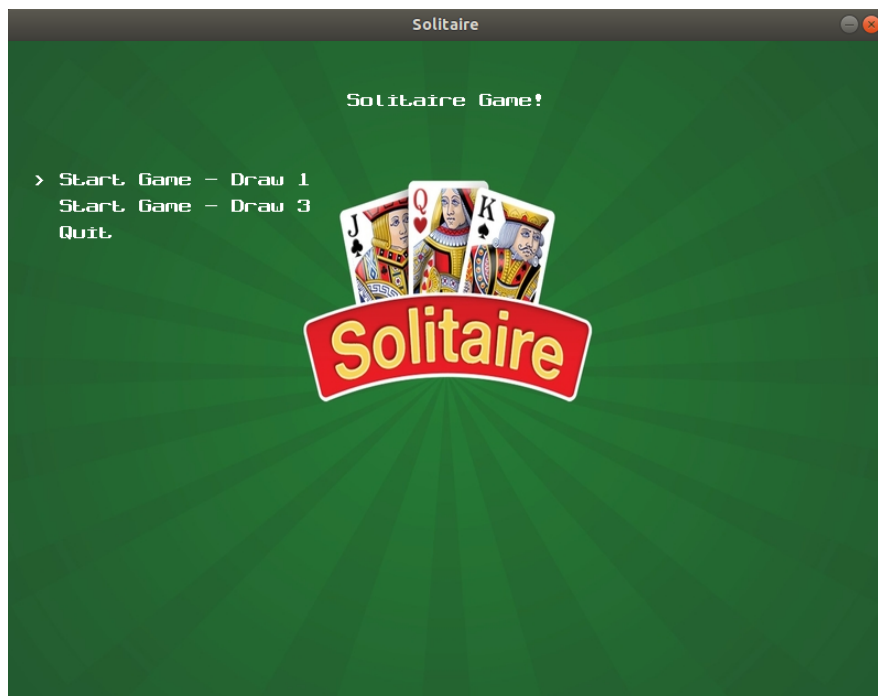 Solitaire
Solitaire Game!
> Start Game - Draw 1
Start Game - Draw 3
Quit
J Q K
Solitaire